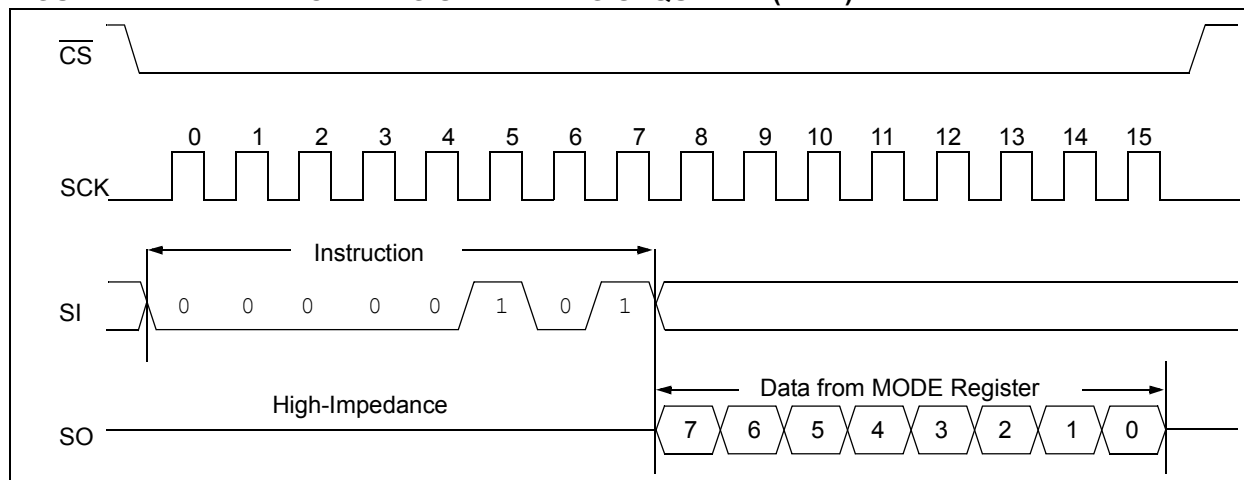 CS
0 1 2 3 4 5 6 7 8 9 10 11 12 13 14 15
SCK
Instruction
SI 0 0 0 0 0 1 0 1
Data from MODE Register
High-Impedance
SO 7 6 5 4 3 2 1 0